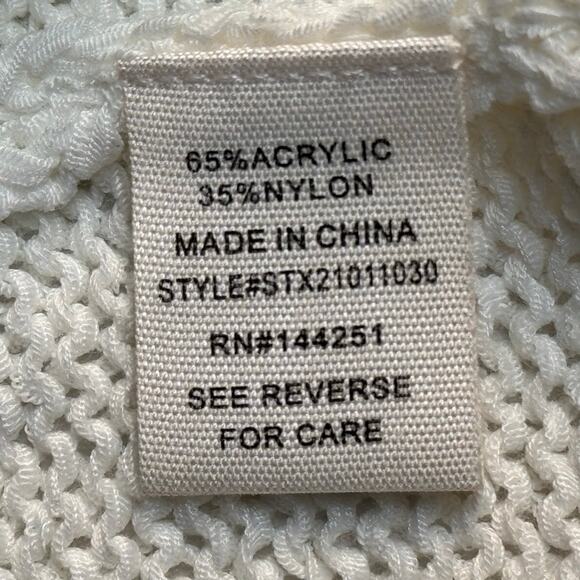 65%ACRYLIC
35%NYLON
MADE IN CHINA
STYLE#STX21011030
RN#144251
SEE REVERSE
FOR CARE